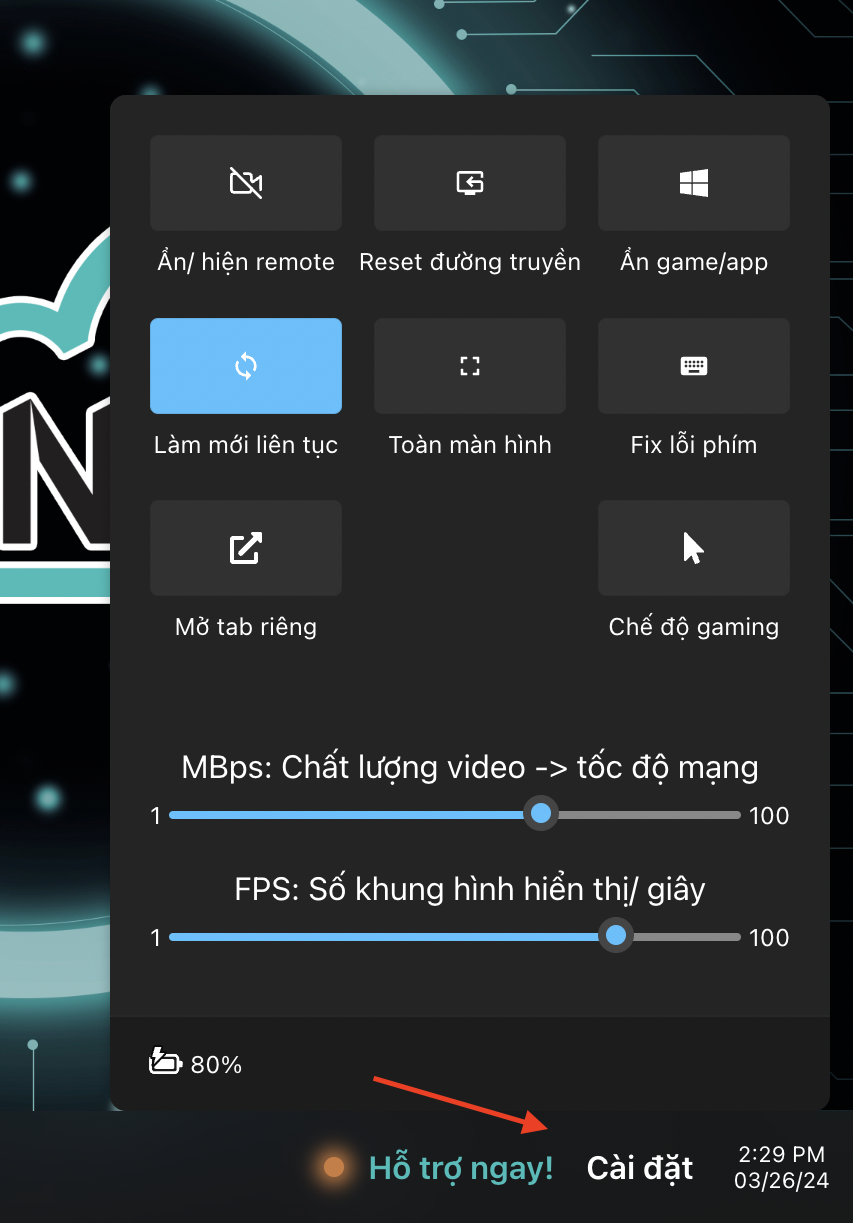 N
Ẩn/ hiện remote
Reset đường truyền
Ẩn game/app
Làm mới liên tục
Toàn màn hình
Fix lỗi phím
Mở tab riêng
Chế độ gaming
MBps: Chất lượng video -> tốc độ mạng
1
100
FPS: Số khung hình hiển thị/ giây
1
100
80%
Hỗ trợ ngay!
Cài đặt
2:29 PM
03/26/24